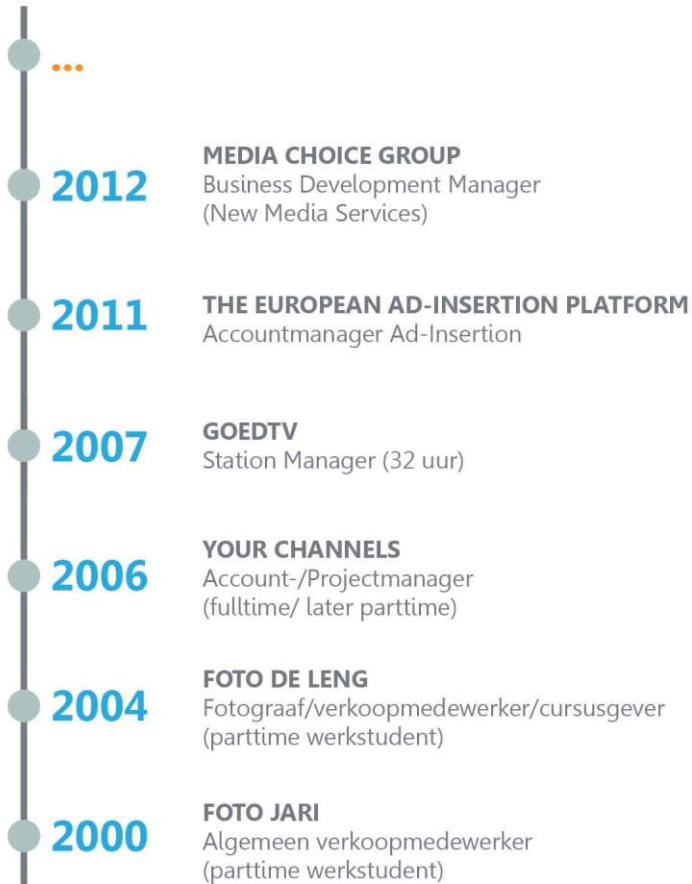 ...
2012
MEDIA CHOICE GROUP
Business Development Manager
(New Media Services)
2011
THE EUROPEAN AD-INSERTION PLATFORM
Accountmanager Ad-Insertion
2007
GOEDTV
Station Manager (32 uur)
2006
YOUR CHANNELS
Account-/Projectmanager
(fulltime/ later parttime)
2004
FOTO DE LENG
Fotograaf/verkoopmedewerker/cursusgever
(parttime werkstudent)
2000
FOTO JARI
Algemeen verkoopmedewerker
(parttime werkstudent)